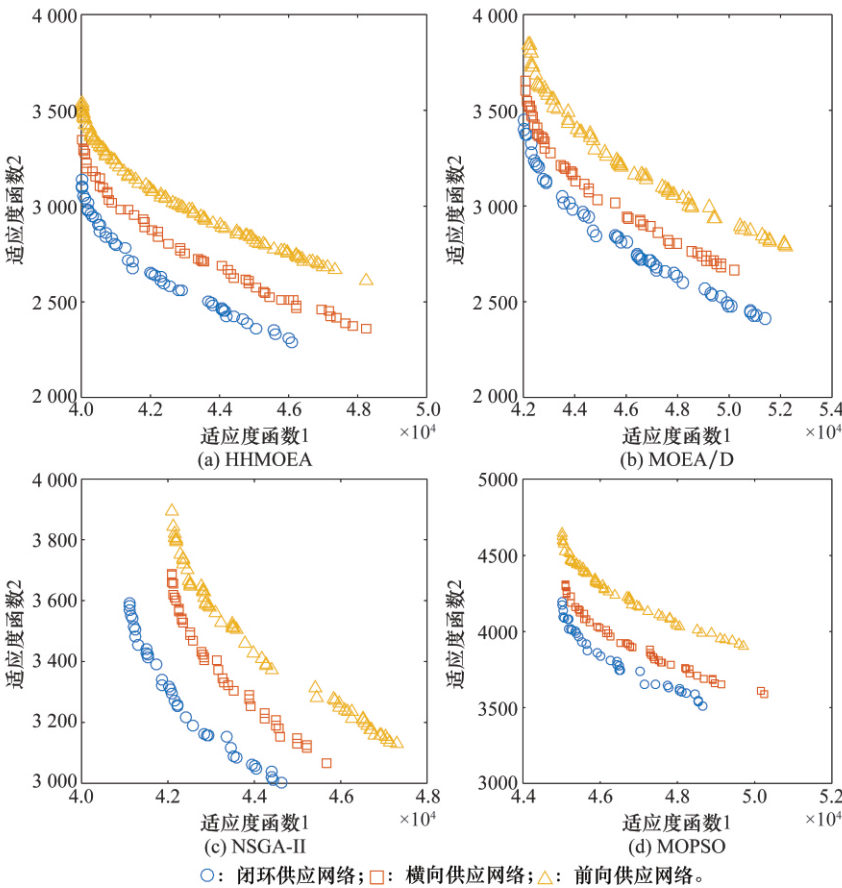 4 000
3 500
3 000
2 500
2 000
适应度函数2
4.0 4.2 4.4 4.6 4.8 5.0
适应度函数1
×10⁴
(a) HHMOEA
4 000
3 500
3 000
2 500
2 000
适应度函数2
4.2 4.4 4.6 4.8 5.0 5.2 5.4
适应度函数1
×10⁴
(b) MOEA/D
4 000
3 800
3 600
3 400
3 200
3 000
适应度函数2
4.0 4.2 4.4 4.6 4.8
适应度函数1
×10⁴
(c) NSGA-II
5000
4500
4000
3500
3000
适应度函数2
4.4 4.6 4.8 5.0 5.2
适应度函数1
×10⁴
(d) MOPSO
○: 闭环供应网络; □: 横向供应网络; △: 前向供应网络。